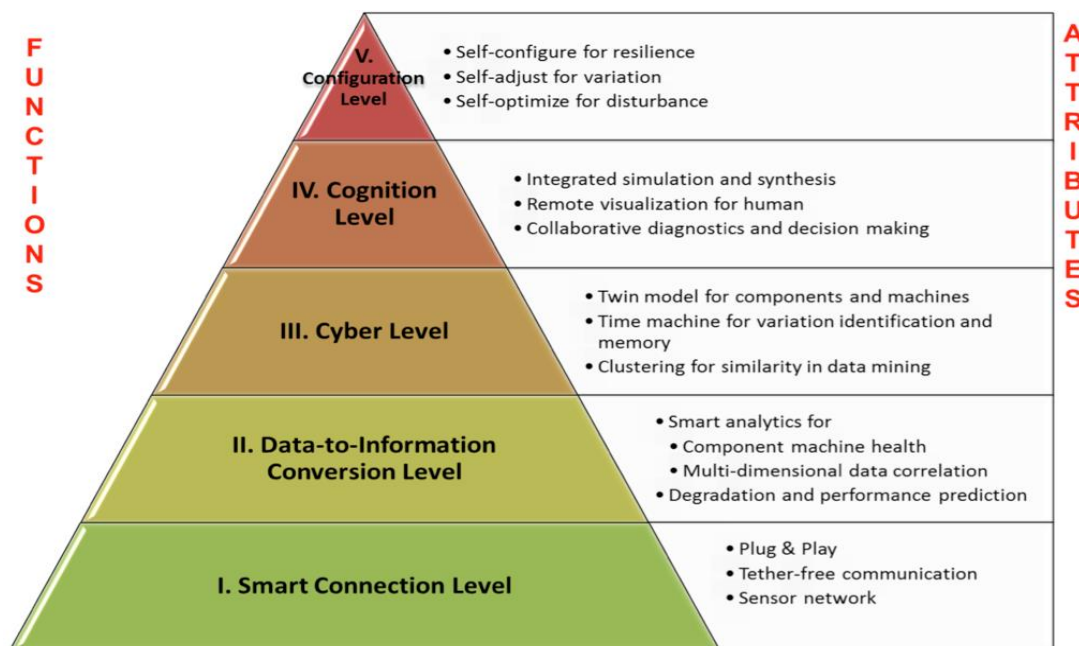 FUNCTIONS
ATTRIBUTES
V.
Configuration
Level
• Self-configure for resilience
• Self-adjust for variation
• Self-optimize for disturbance
IV. Cognition
Level
• Integrated simulation and synthesis
• Remote visualization for human
• Collaborative diagnostics and decision making
III. Cyber Level
• Twin model for components and machines
• Time machine for variation identification and
memory
• Clustering for similarity in data mining
II. Data-to-Information
Conversion Level
• Smart analytics for
• Component machine health
• Multi-dimensional data correlation
• Degradation and performance prediction
I. Smart Connection Level
• Plug & Play
• Tether-free communication
• Sensor network